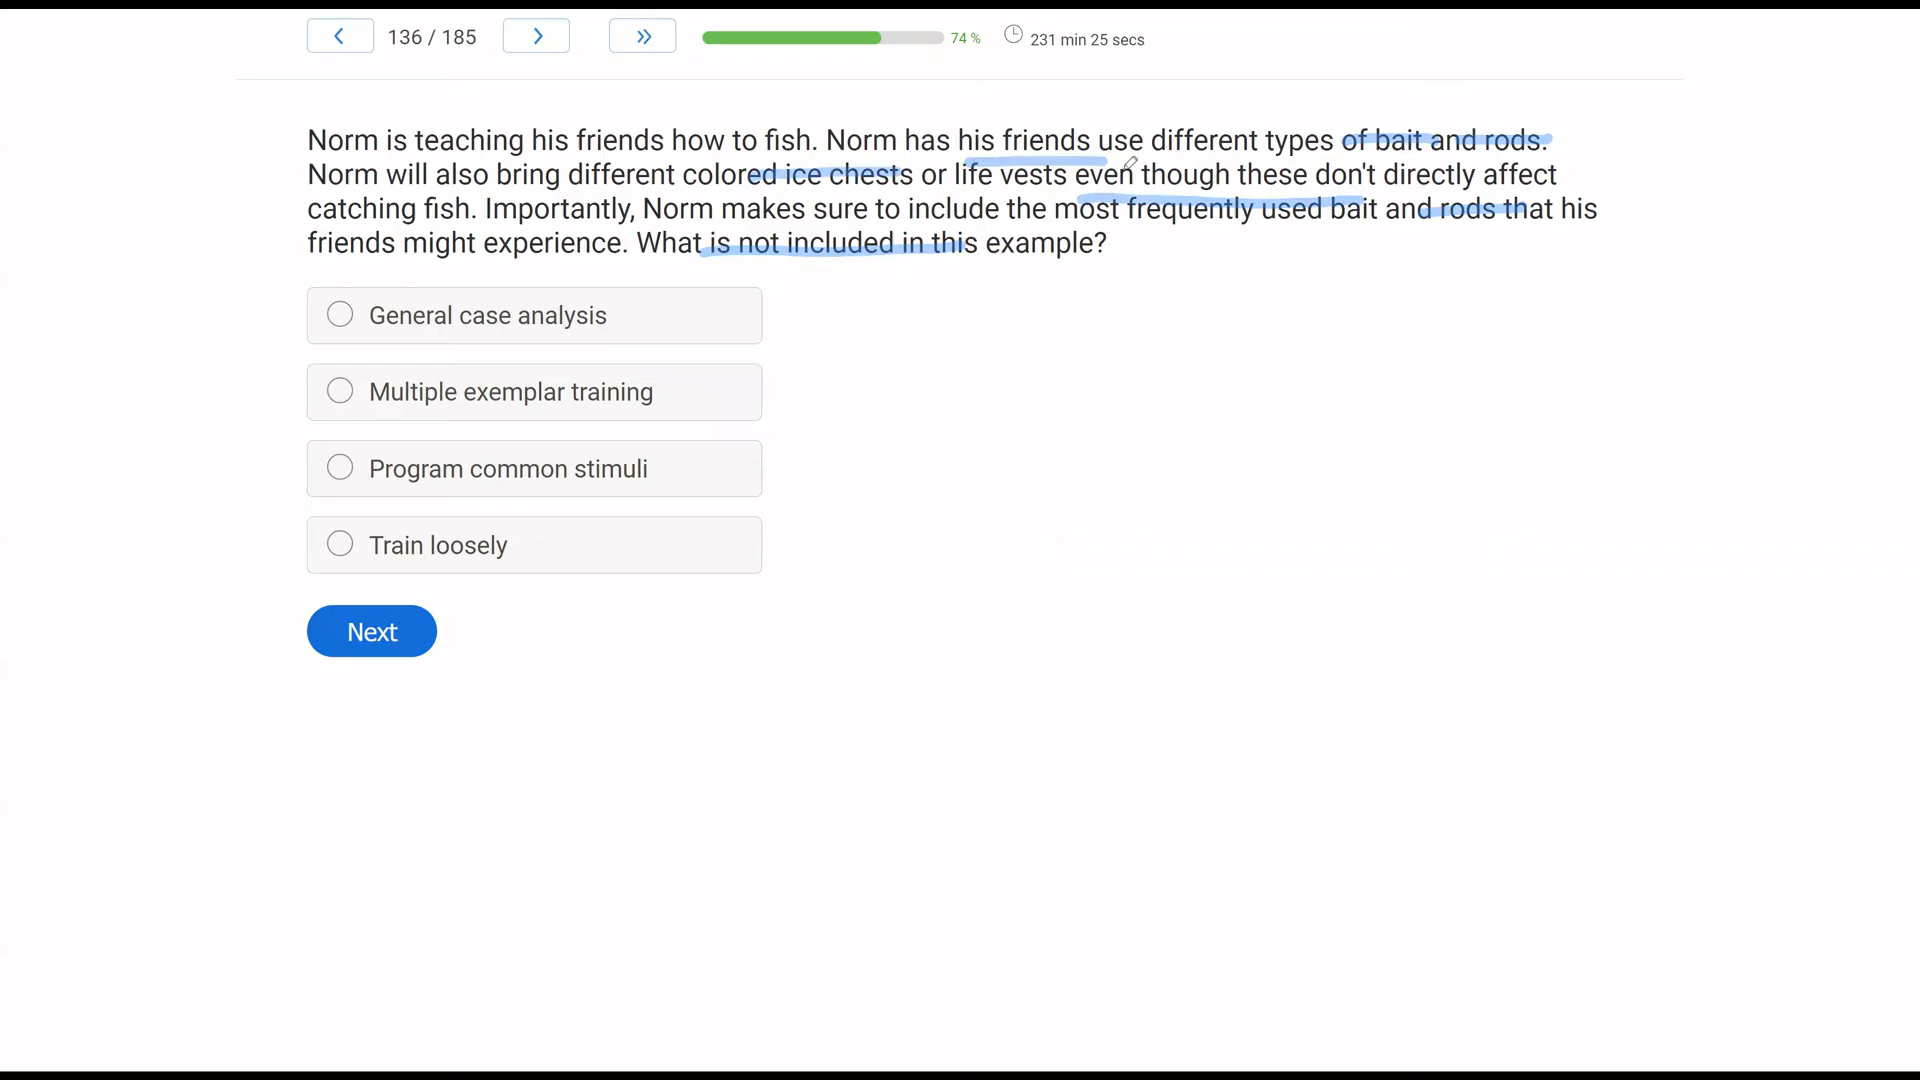 136 / 185
74 %
231 min 25 secs
Norm is teaching his friends how to fish. Norm has his friends use different types of bait and rods.
Norm will also bring different colored ice chests or life vests even though these don't directly affect
catching fish. Importantly, Norm makes sure to include the most frequently used bait and rods that his
friends might experience. What is not included in this example?
General case analysis
Multiple exemplar training
Program common stimuli
Train loosely
Next